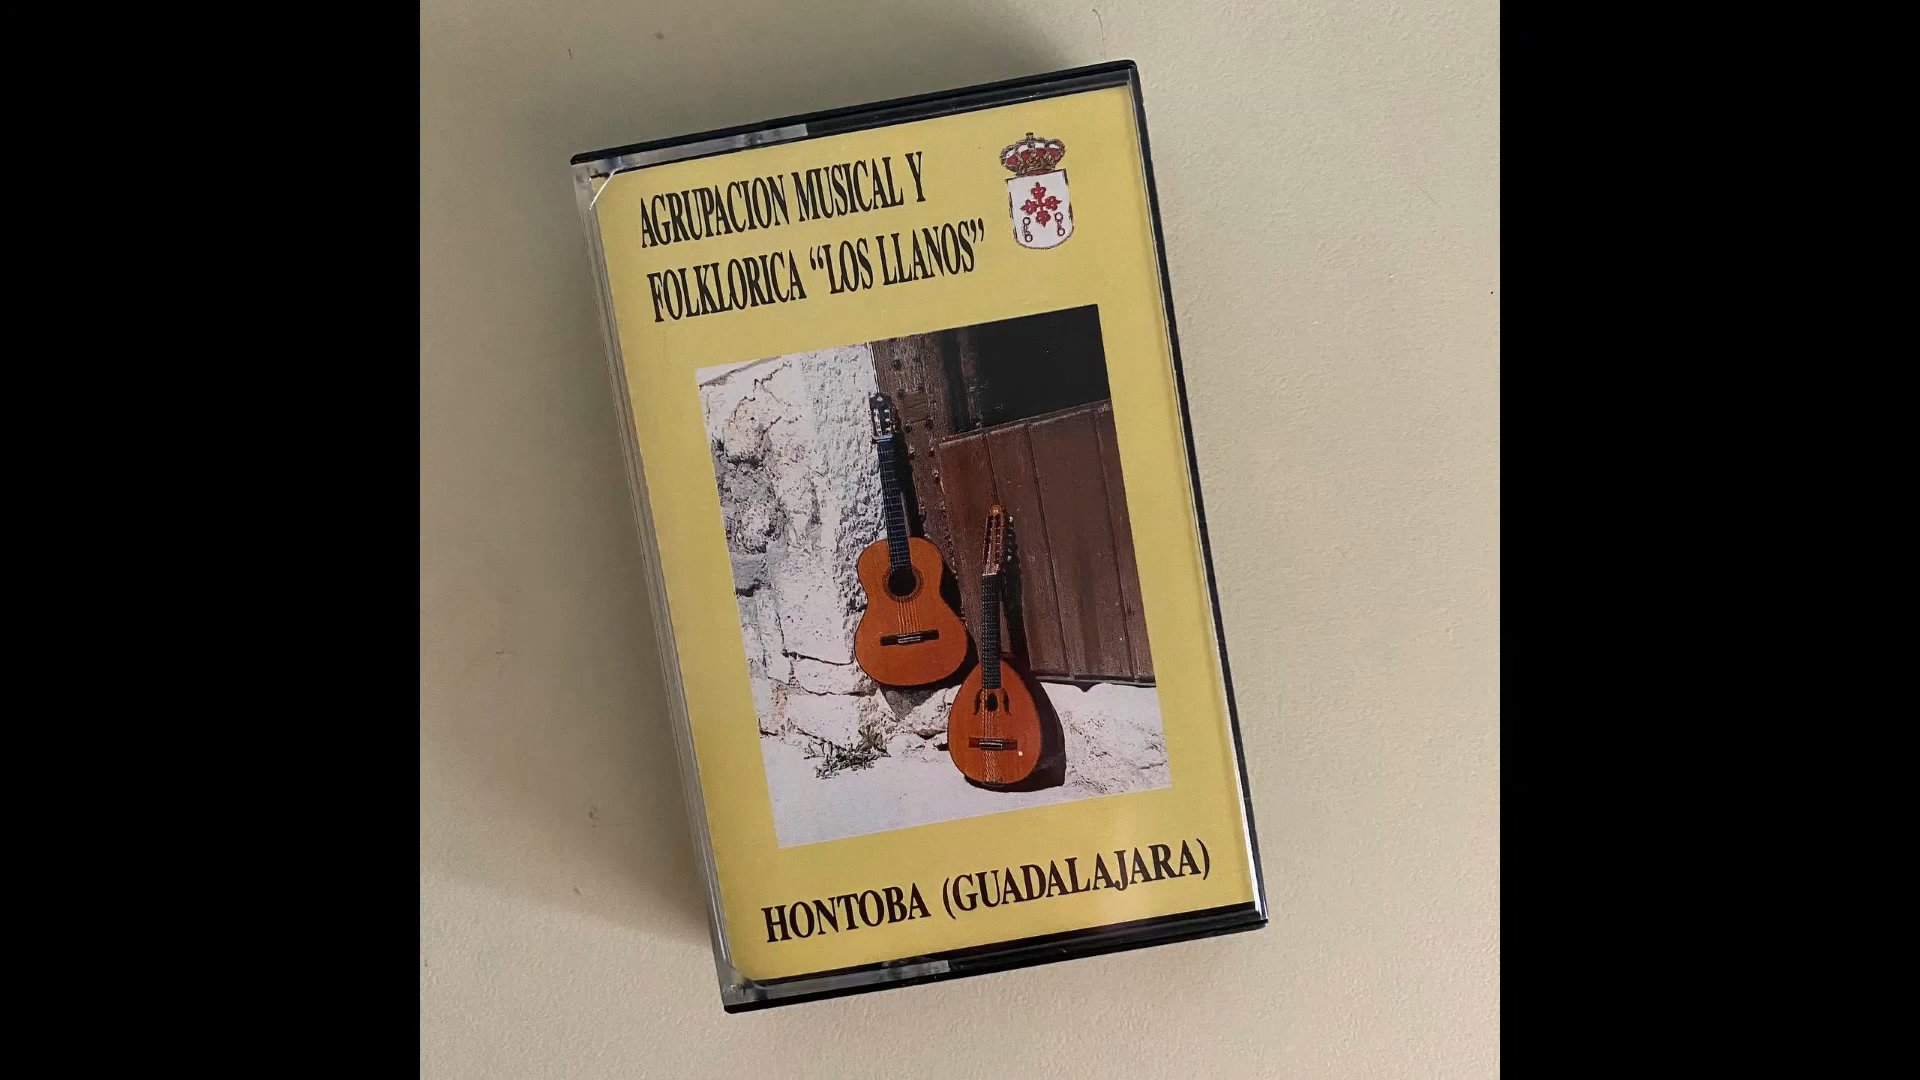 AGRUPACION MUSICAL Y
FOLKLORICA “LOS LLANOS”
HONTOBA (GUADALAJARA)